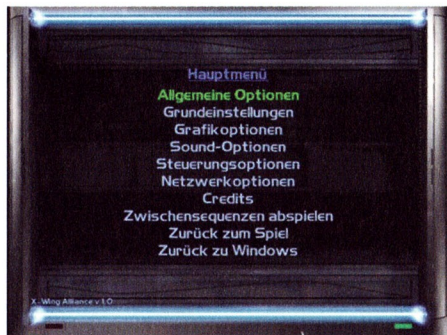 Hauptmenü
Allgemeine Optionen
Grundeinstellungen
Grafikoptionen
Sound-Optionen
Steuerungsoptionen
Netzwerkoptionen
Credits
Zwischensequenzen abspielen
Zurück zum Spiel
Zurück zu Windows
X-Wing Alliance v 1.0